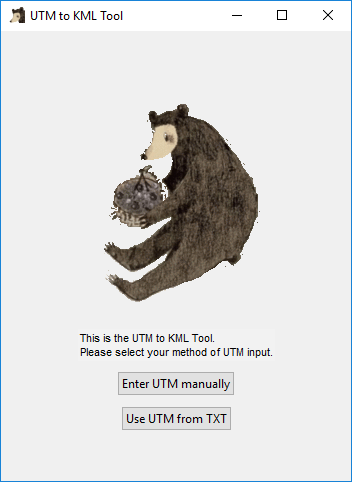 UTM to KML Tool
This is the UTM to KML Tool.
Please select your method of UTM input.
Enter UTM manually
Use UTM from TXT